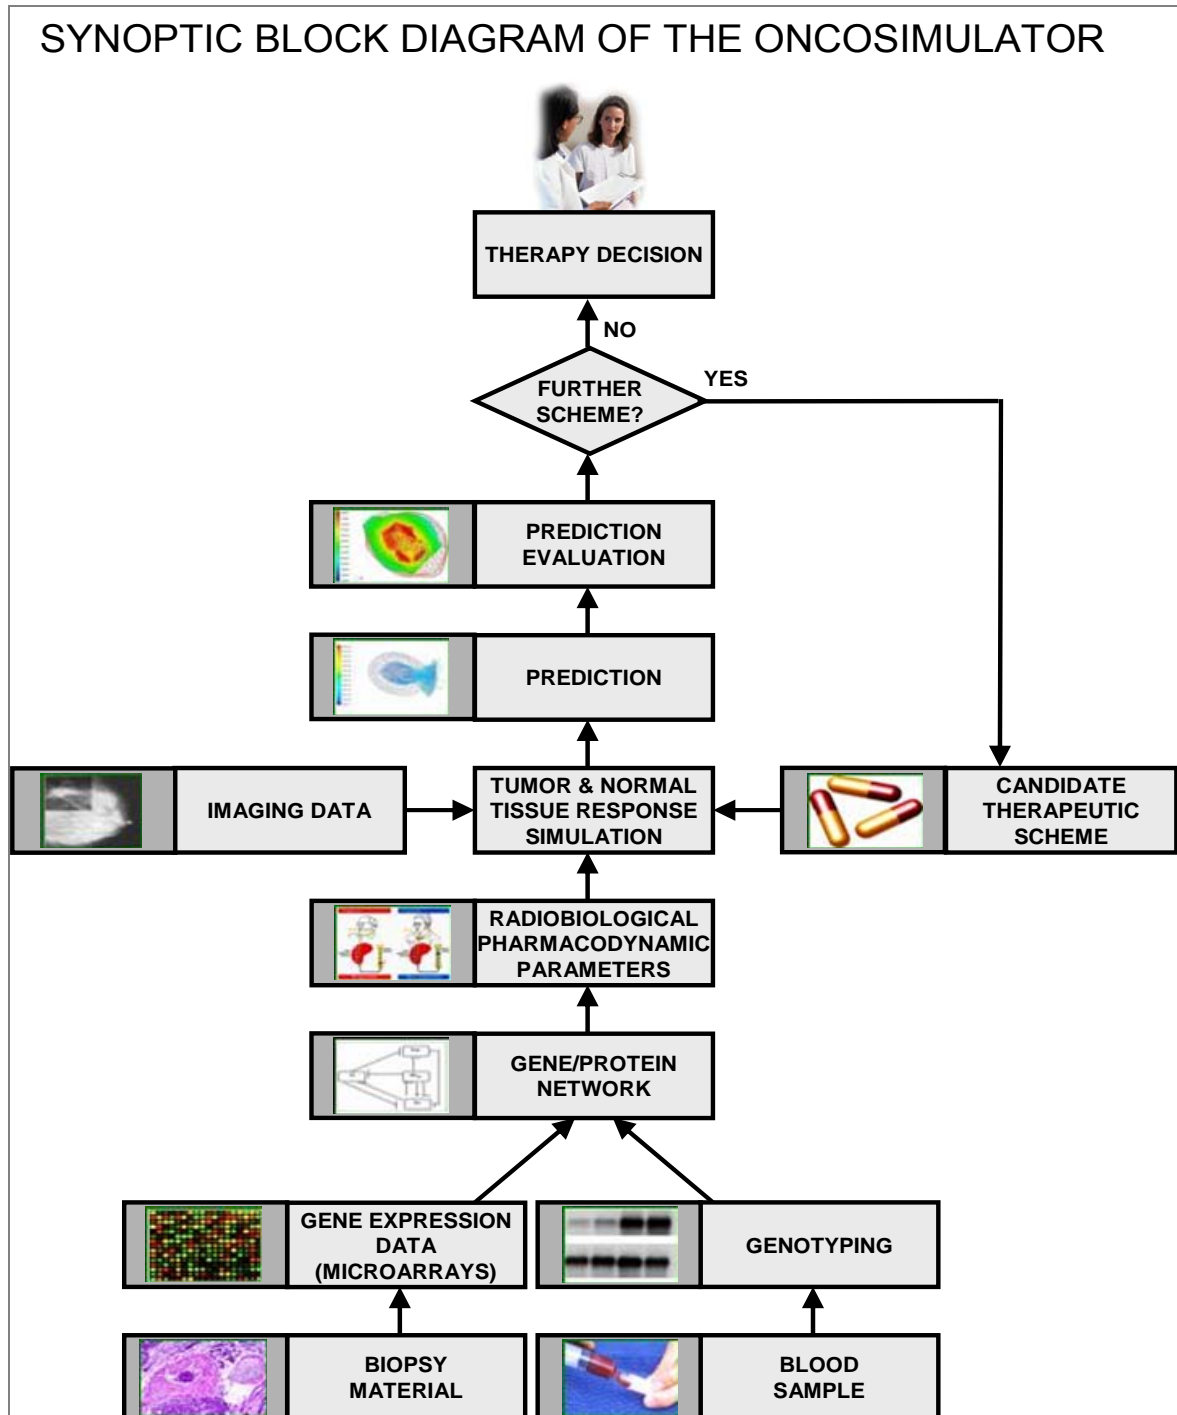 SYNOPTIC BLOCK DIAGRAM OF THE ONCOSIMULATOR
THERAPY DECISION
NO
YES
FURTHER
SCHEME?
PREDICTION
EVALUATION
PREDICTION
IMAGING DATA
TUMOR & NORMAL
TISSUE RESPONSE
SIMULATION
CANDIDATE
THERAPEUTIC
SCHEME
RADIOBIOLOGICAL
PHARMACODYNAMIC
PARAMETERS
GENE/PROTEIN
NETWORK
GENE EXPRESSION
DATA
(MICROARRAYS)
GENOTYPING
BIOPSY
MATERIAL
BLOOD
SAMPLE